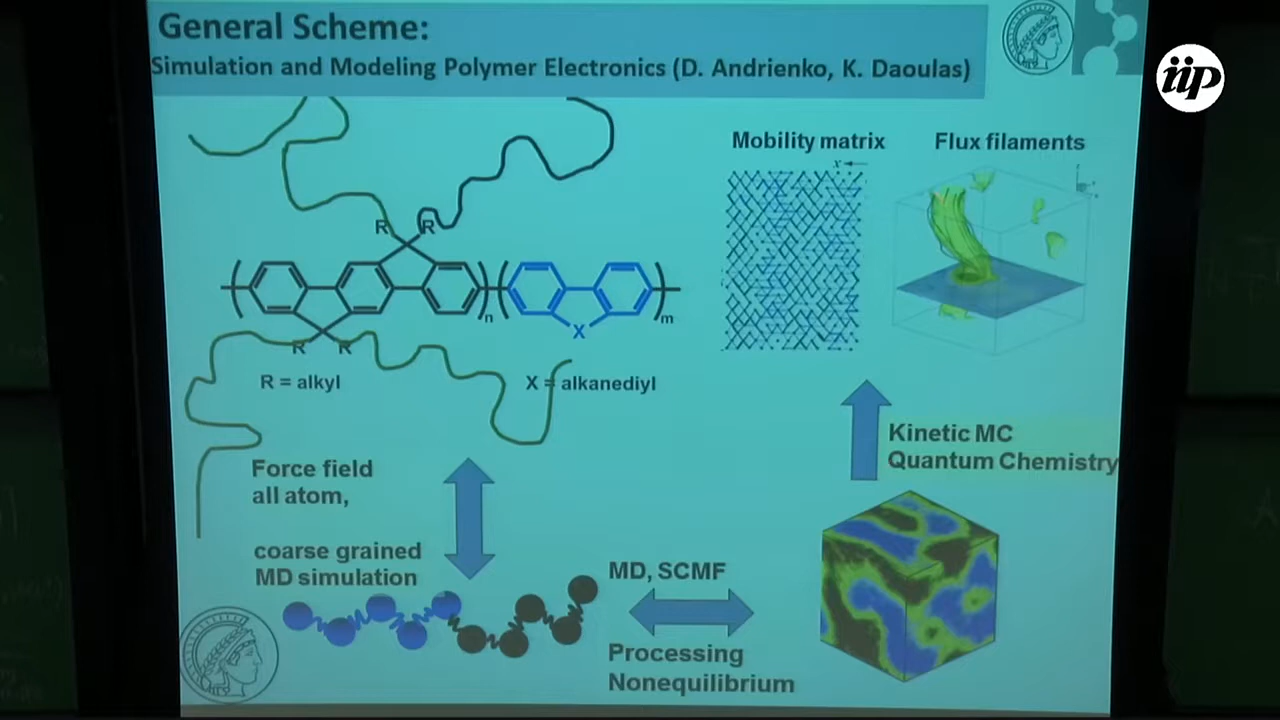 General Scheme:
Simulation and Modeling Polymer Electronics (D. Andrienko, K. Daoulas)
iip
Mobility matrix
Flux filaments
R
R
n
m
X
R
R
R = alkyl
X = alkanediyl
Kinetic MC
Quantum Chemistry
Force field
all atom,
coarse grained
MD simulation
MD, SCMF
Processing
Nonequilibrium